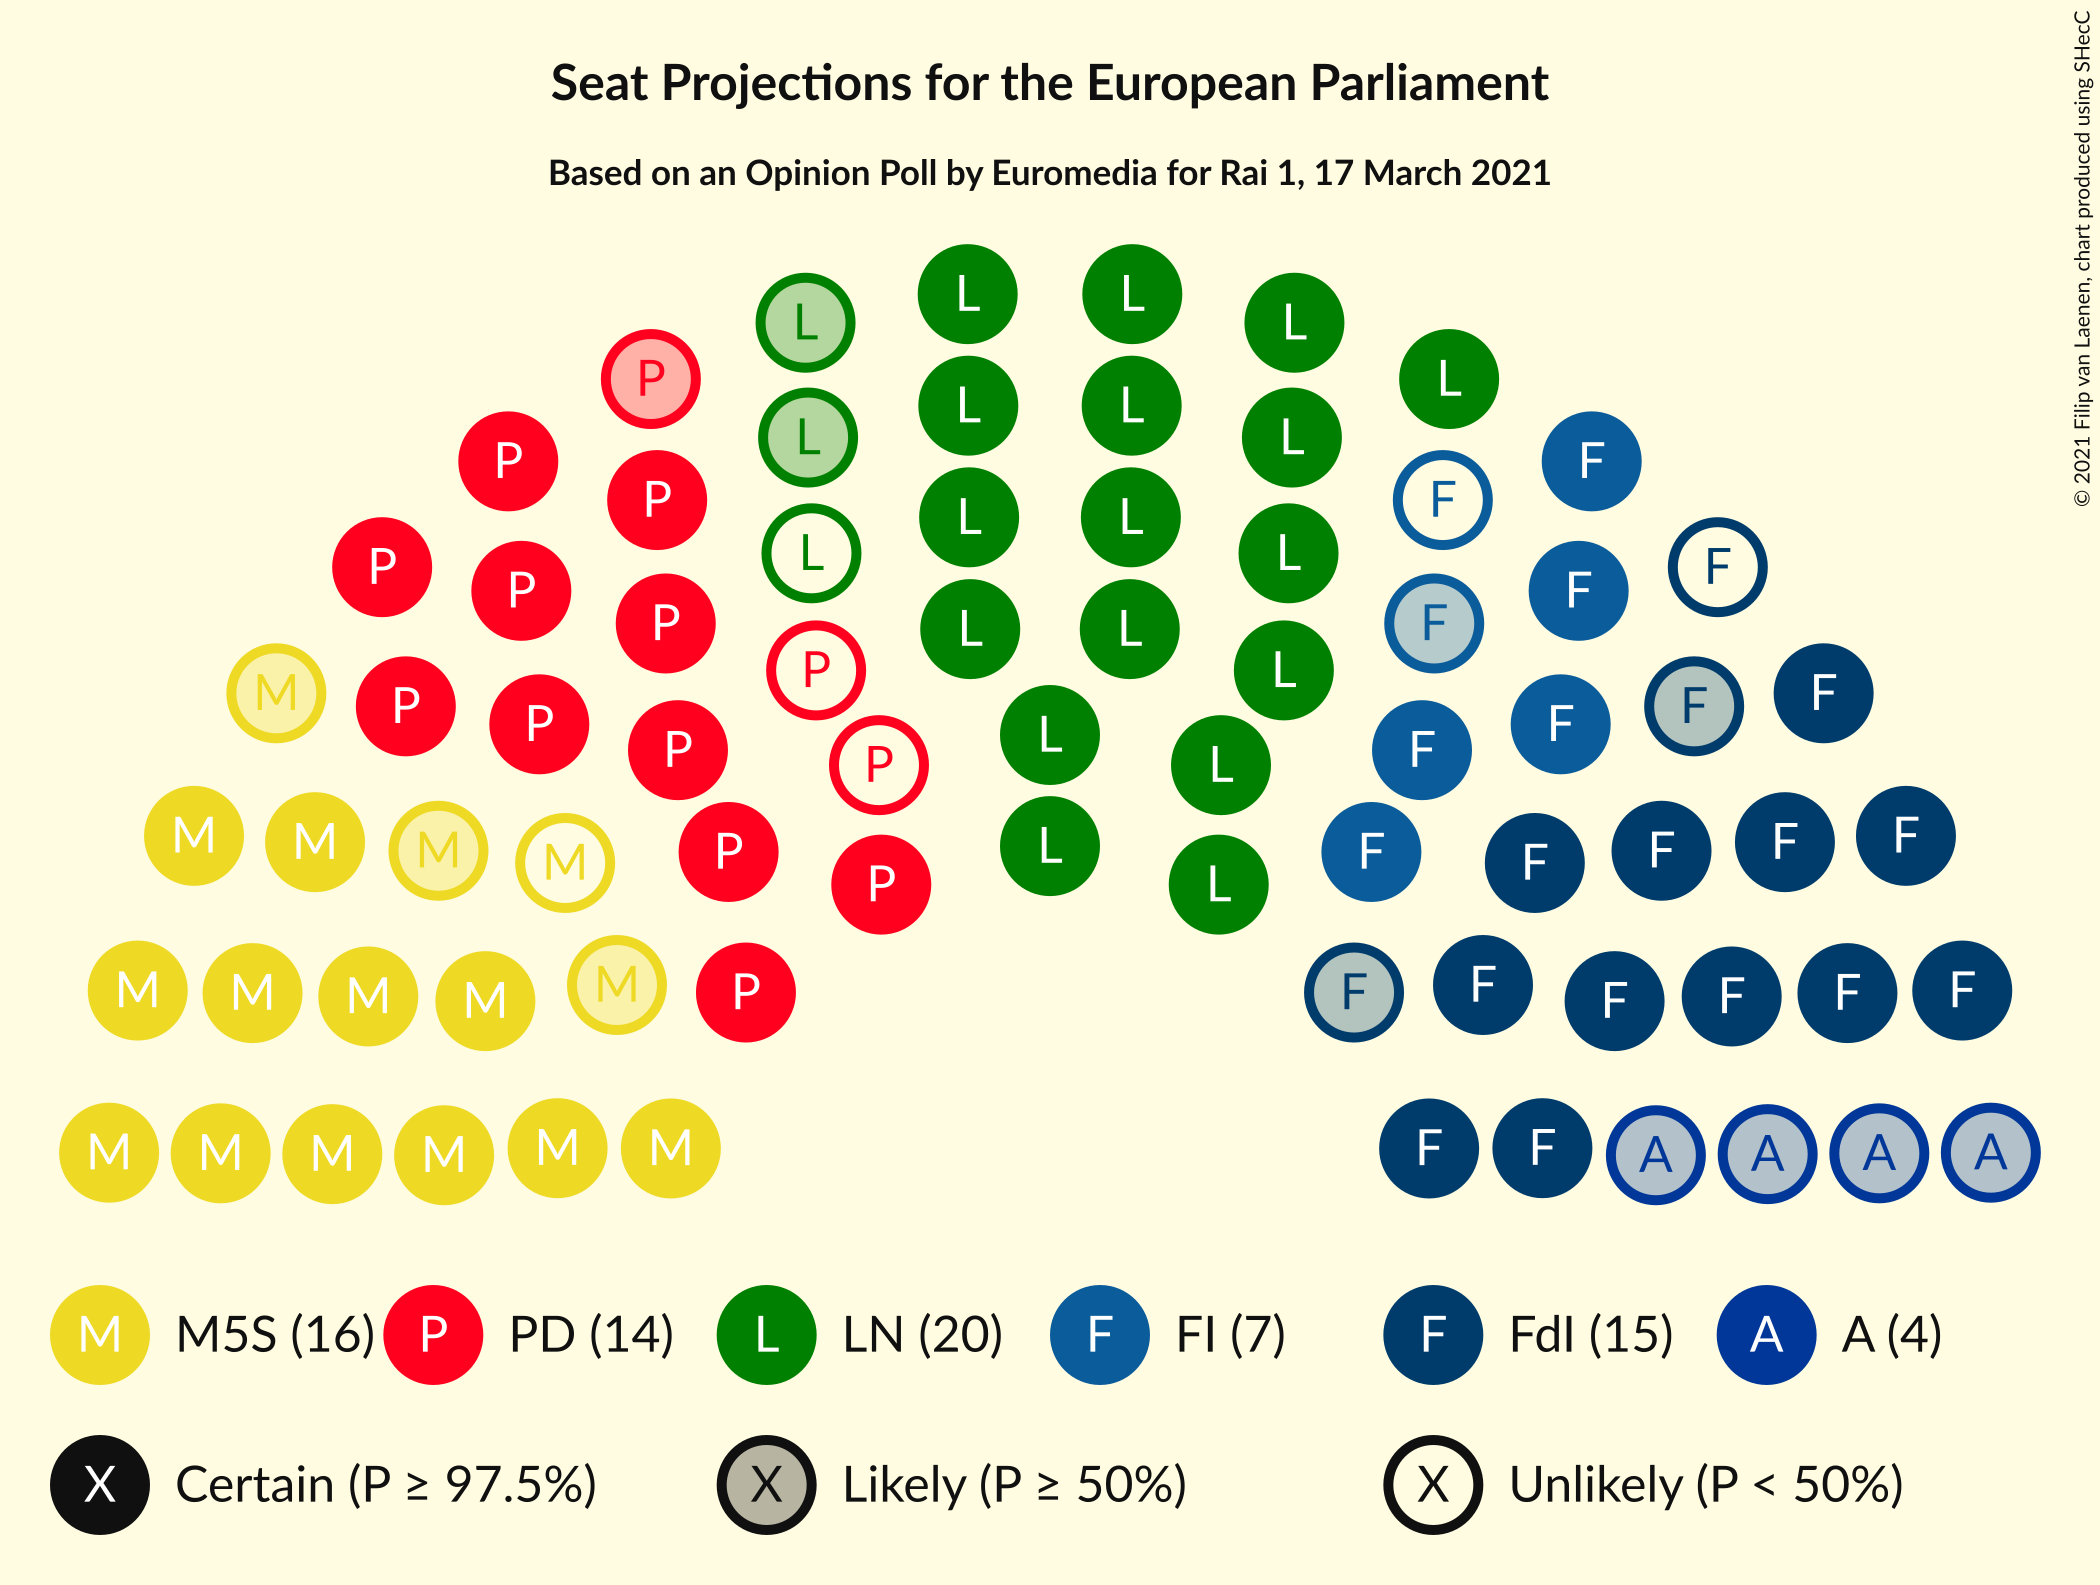 Seat Projections for the European Parliament
Based on an Opinion Poll by Euromedia for Rai 1, 17 March 2021
© 2021 Filip van Laenen, chart produced using SHecC
L L
L L
P L
L L
L L
P F
L L L
P P F
L L
L L
P F F
P P F F
L L
P L
M F
P F
P F
L
P F
P L
M F
M F
L
M M F F
P F
P L
M F
M P F F
M M F F
M F
M F
M M M M M M F F A A A A
M M5S (16) P PD (14) L LN (20) F FI (7) F FdI (15) A A (4)
X Certain (P ≥ 97.5%) X Likely (P ≥ 50%) X Unlikely (P < 50%)